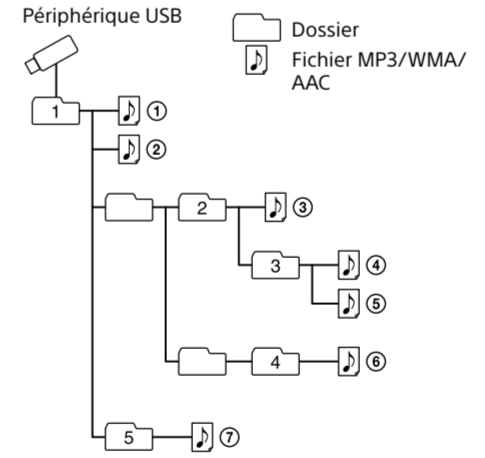 Périphérique USB
Dossier
Fichier MP3/WMA/
AAC
1 ①
②
2 ③
3 ④
⑤
4 ⑥
5 ⑦